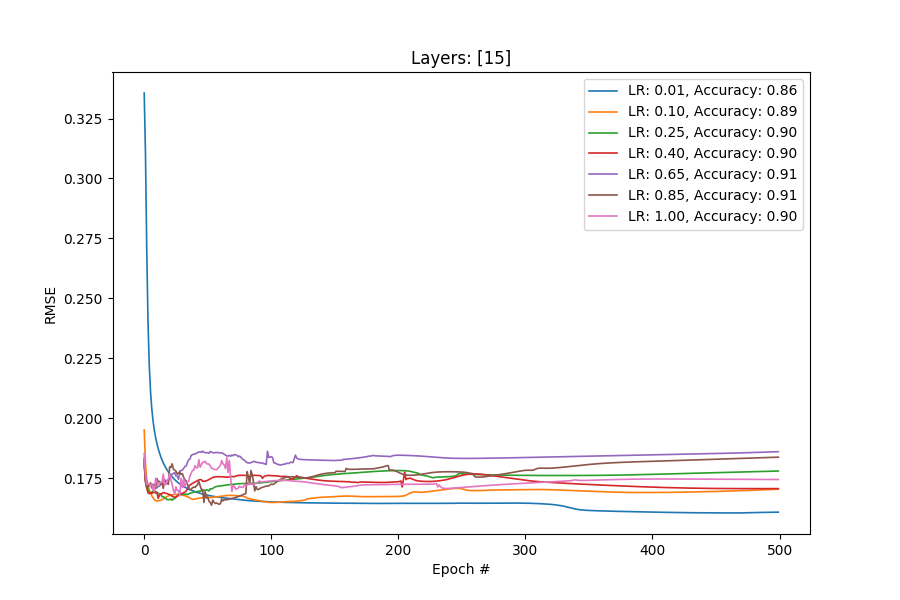 Layers: [15]
LR: 0.01, Accuracy: 0.86
LR: 0.10, Accuracy: 0.89
LR: 0.25, Accuracy: 0.90
LR: 0.40, Accuracy: 0.90
LR: 0.65, Accuracy: 0.91
LR: 0.85, Accuracy: 0.91
LR: 1.00, Accuracy: 0.90
RMSE
0.325
0.300
0.275
0.250
0.225
0.200
0.175
0 100 200 300 400 500
Epoch #